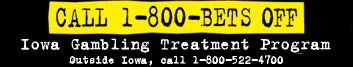 CALL 1-800-BETS OFF
Iowa Gambling Treatment Program
Outside Iowa, call 1-800-522-4700